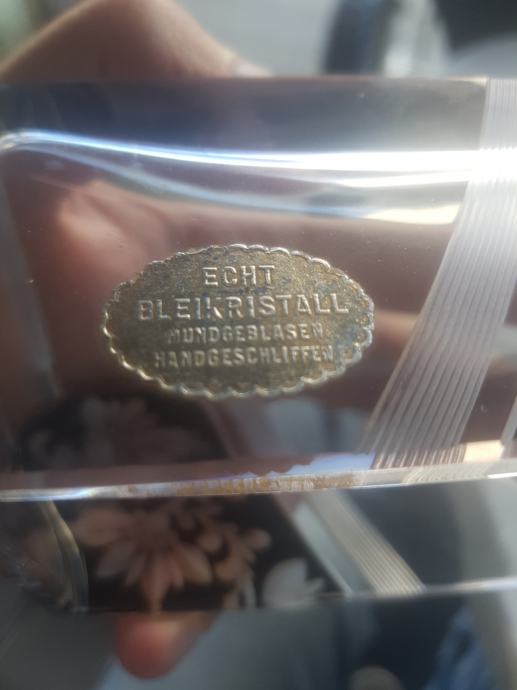 ECHT
BLEIKRISTALL
MUNDGEBLASEN
HANDGESCHLIFFEN